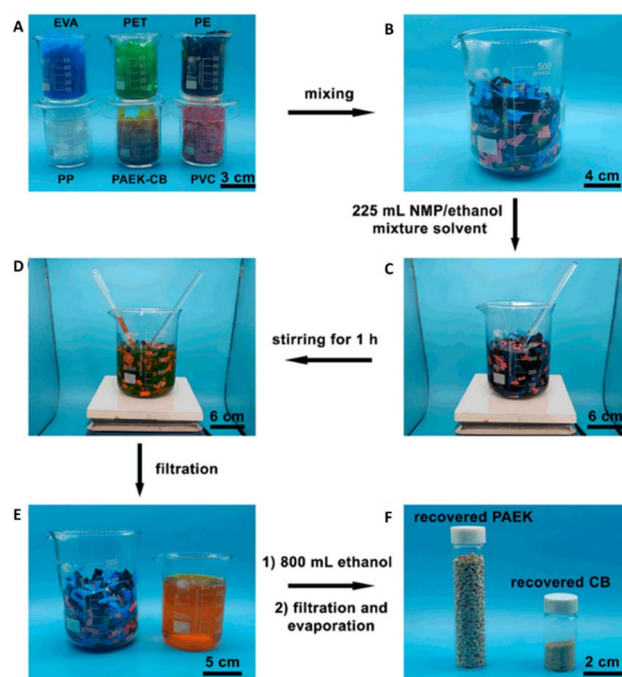 A
EVA PET PE
PP PAEK-CB PVC
3 cm
mixing
B
4 cm
225 mL NMP/ethanol
mixture solvent
D
6 cm
stirring for 1 h
C
6 cm
filtration
E
5 cm
1) 800 mL ethanol
2) filtration and
evaporation
F
recovered PAEK
recovered CB
2 cm